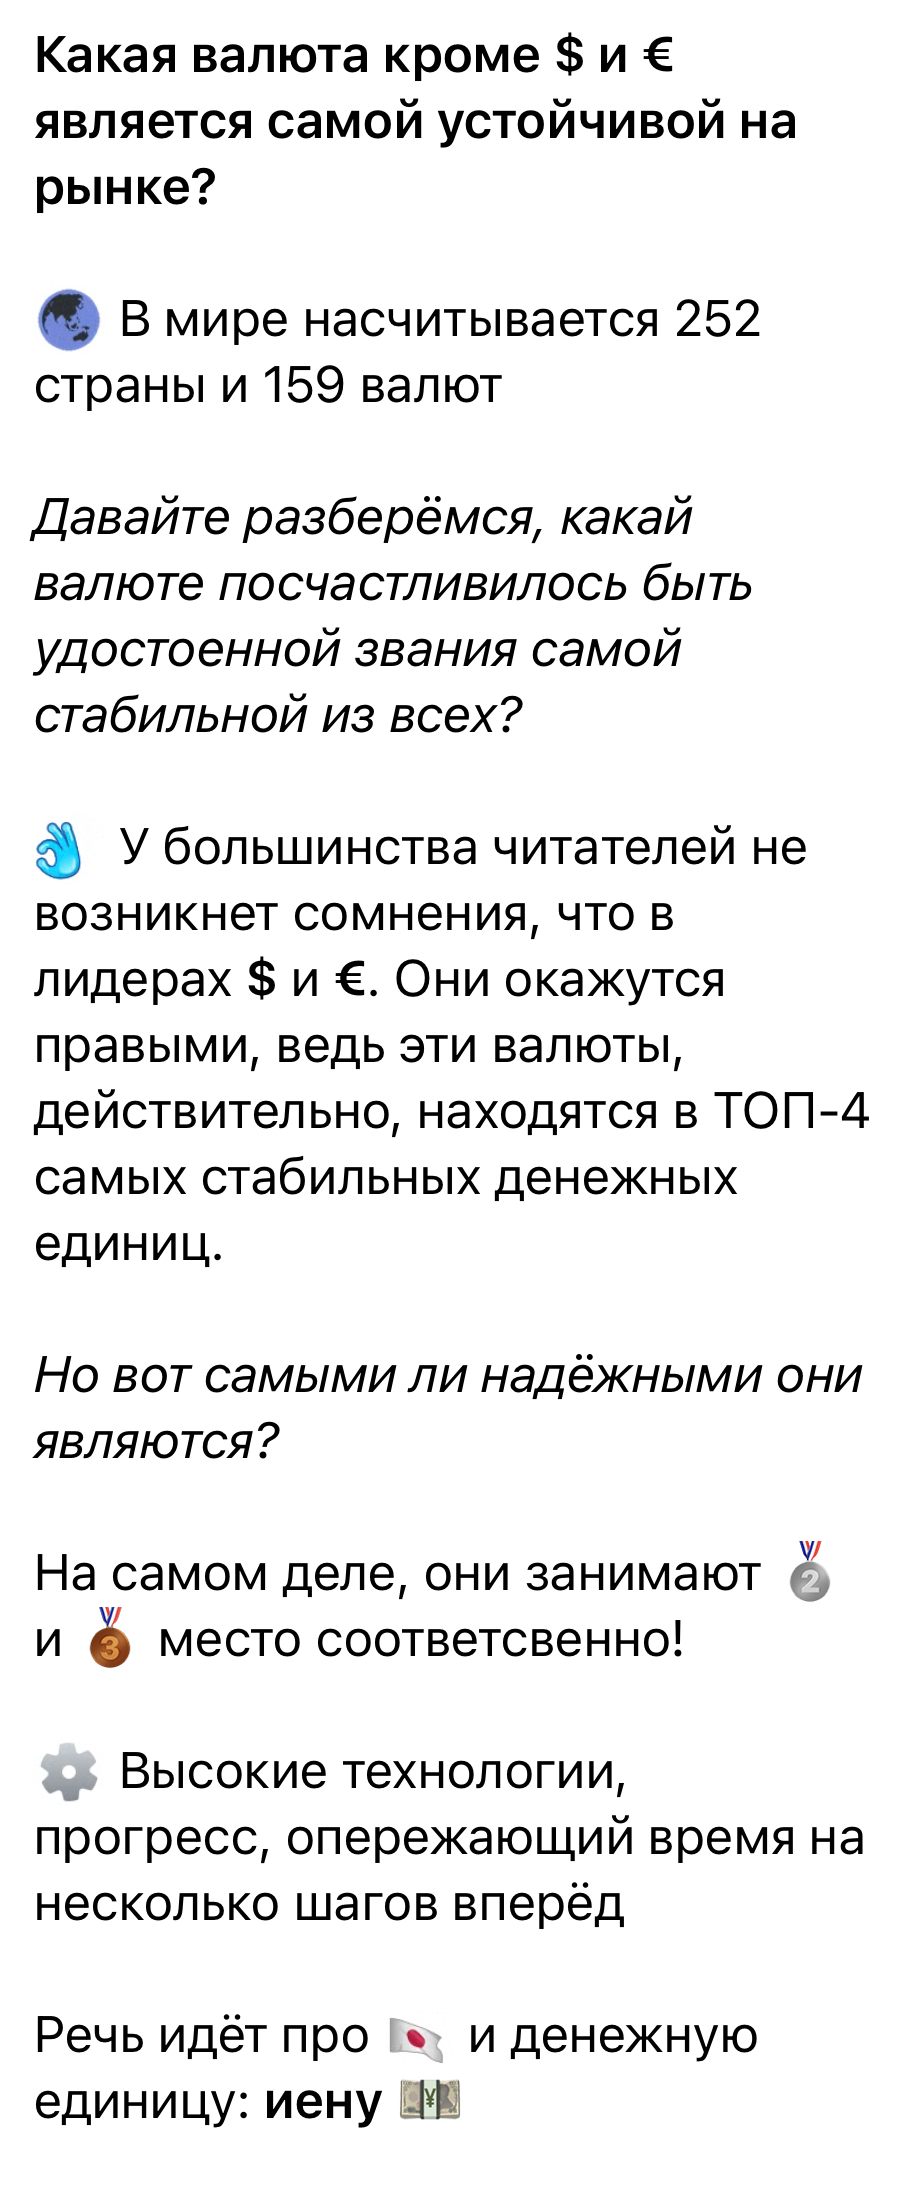 Какая валюта кроме $ и €
является самой устойчивой на
рынке?
🌏 В мире насчитывается 252
страны и 159 валют
Давайте разберёмся, какай
валюте посчастливилось быть
удостоенной звания самой
стабильной из всех?
👌 У большинства читателей не
возникнет сомнения, что в
лидерах $ и €. Они окажутся
правыми, ведь эти валюты,
действительно, находятся в ТОП-4
самых стабильных денежных
единиц.
Но вот самыми ли надёжными они
являются?
На самом деле, они занимают 🥈
и 🥉 место соответсвенно!
⚙️ Высокие технологии,
прогресс, опережающий время на
несколько шагов вперёд
Речь идёт про 🇯🇵 и денежную
единицу: иену 💴